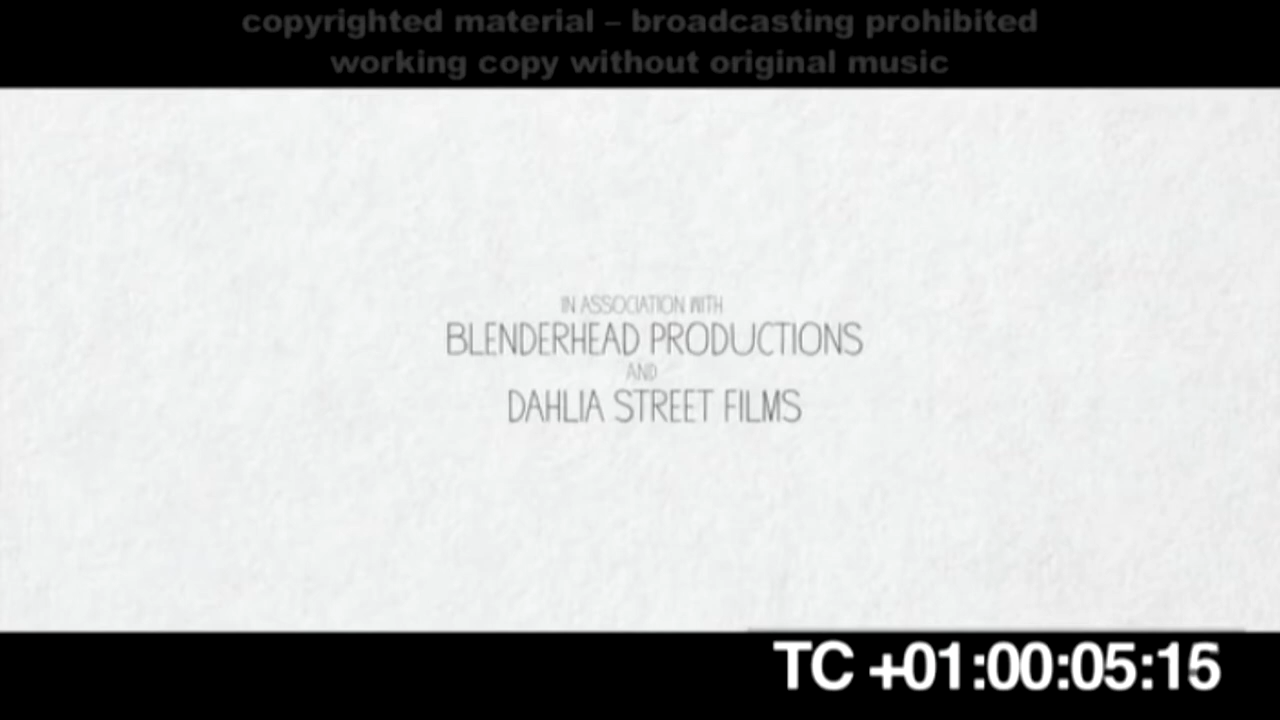 copyrighted material – broadcasting prohibited
working copy without original music
IN ASSOCIATION WITH
BLENDERHEAD PRODUCTIONS
AND
DAHLIA STREET FILMS
TC +01:00:05:15